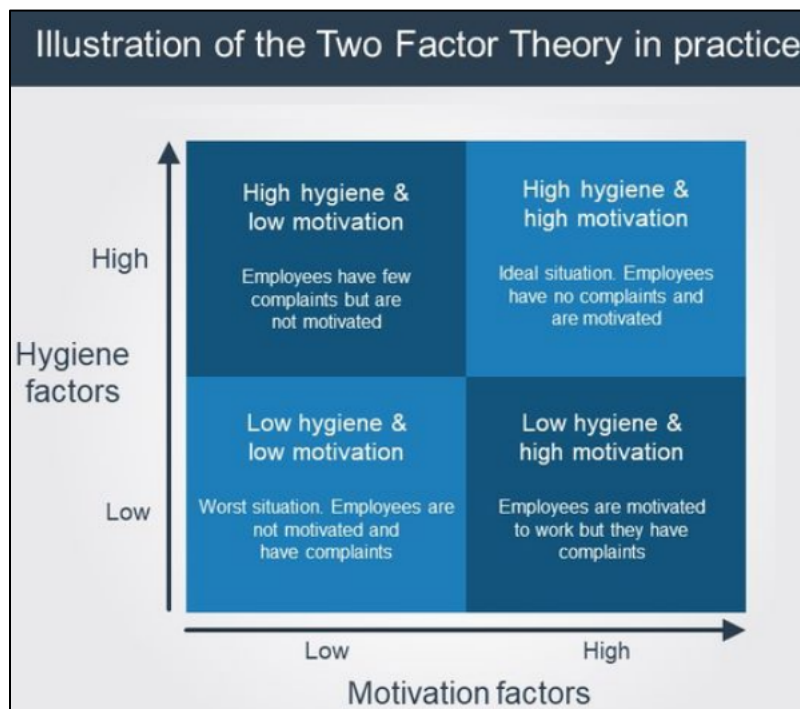 Illustration of the Two Factor Theory in practice
High hygiene &
low motivation
Employees have few
complaints but are
not motivated
High hygiene &
high motivation
Ideal situation. Employees
have no complaints and
are motivated
High
Hygiene
factors
Low hygiene &
low motivation
Worst situation. Employees are
not motivated and
have complaints
Low hygiene &
high motivation
Employees are motivated
to work but they have
complaints
Low
Low
High
Motivation factors